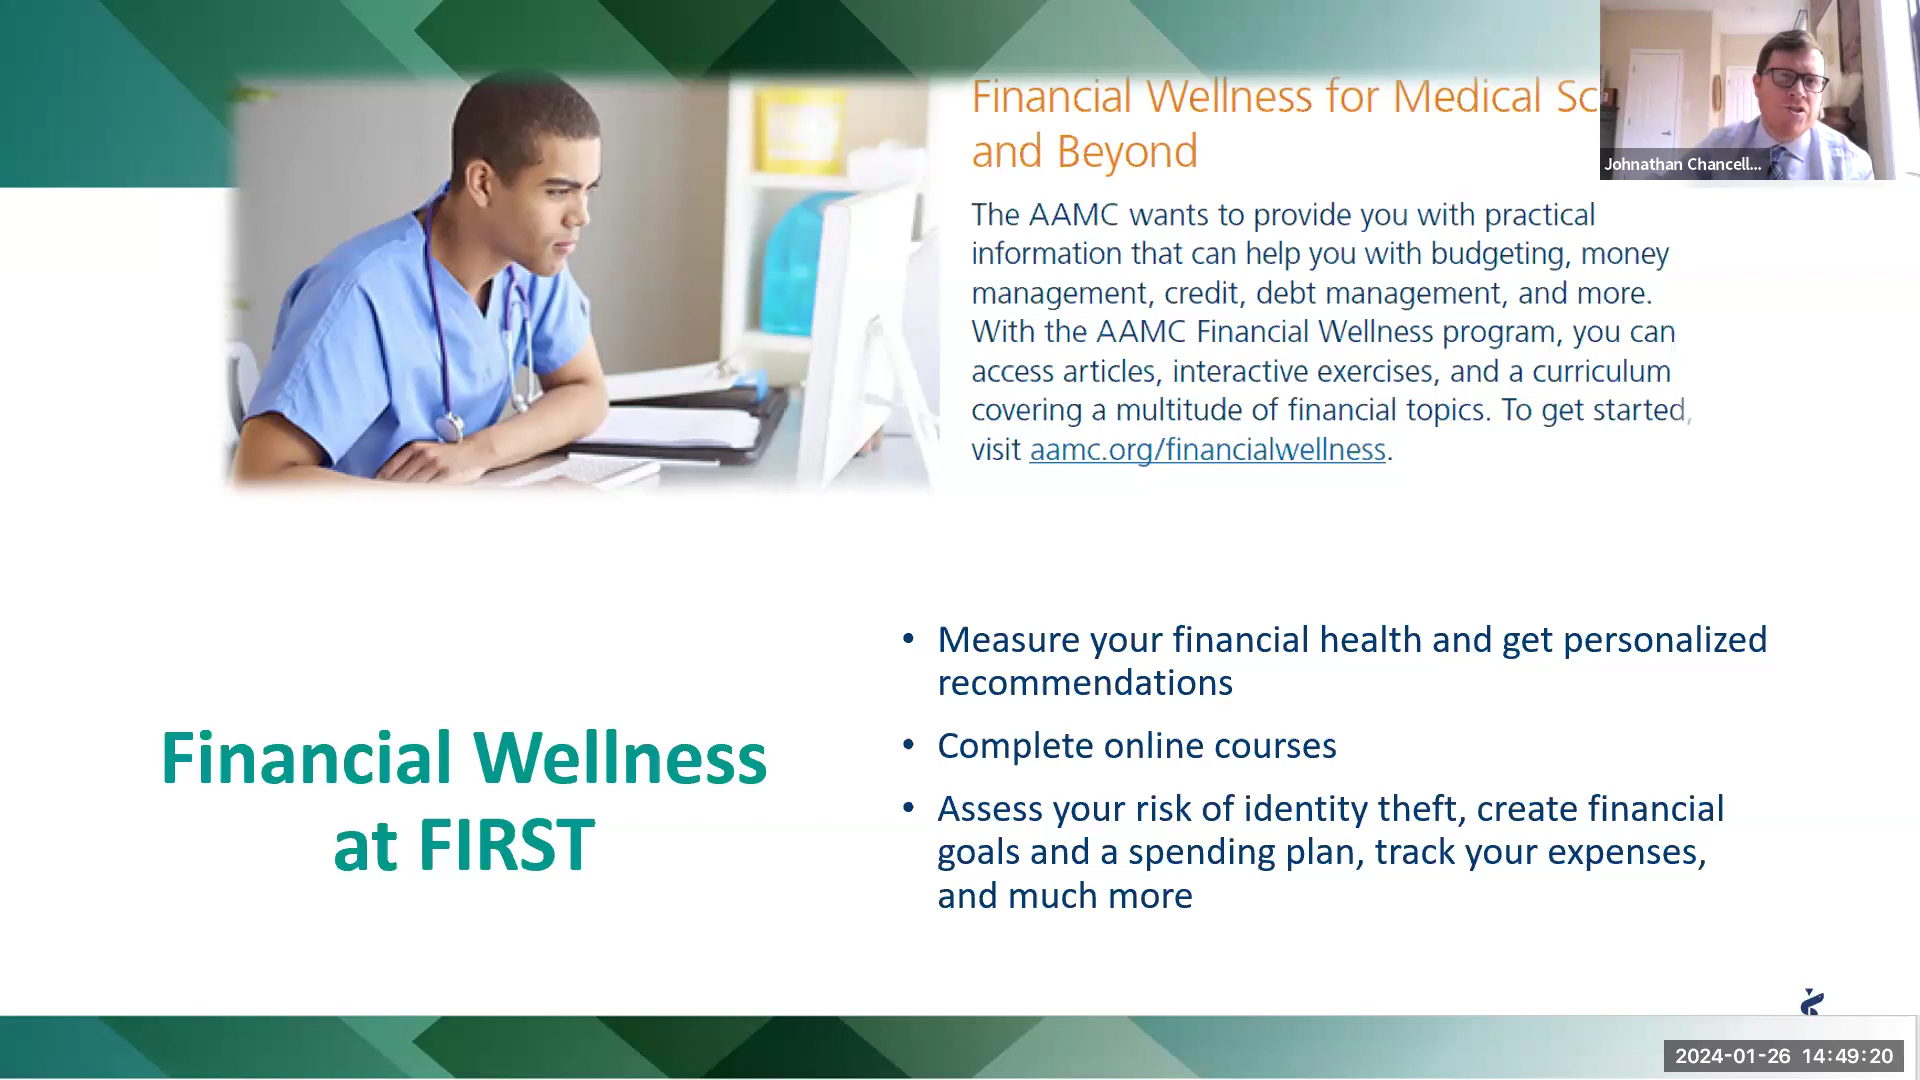 Financial Wellness for Medical Sc
and Beyond
Johnathan Chancell...
The AAMC wants to provide you with practical
information that can help you with budgeting, money
management, credit, debt management, and more.
With the AAMC Financial Wellness program, you can
access articles, interactive exercises, and a curriculum
covering a multitude of financial topics. To get started,
visit aamc.org/financialwellness.
Financial Wellness
at FIRST
• Measure your financial health and get personalized
recommendations
• Complete online courses
• Assess your risk of identity theft, create financial
goals and a spending plan, track your expenses,
and much more
2024-01-26 14:49:20